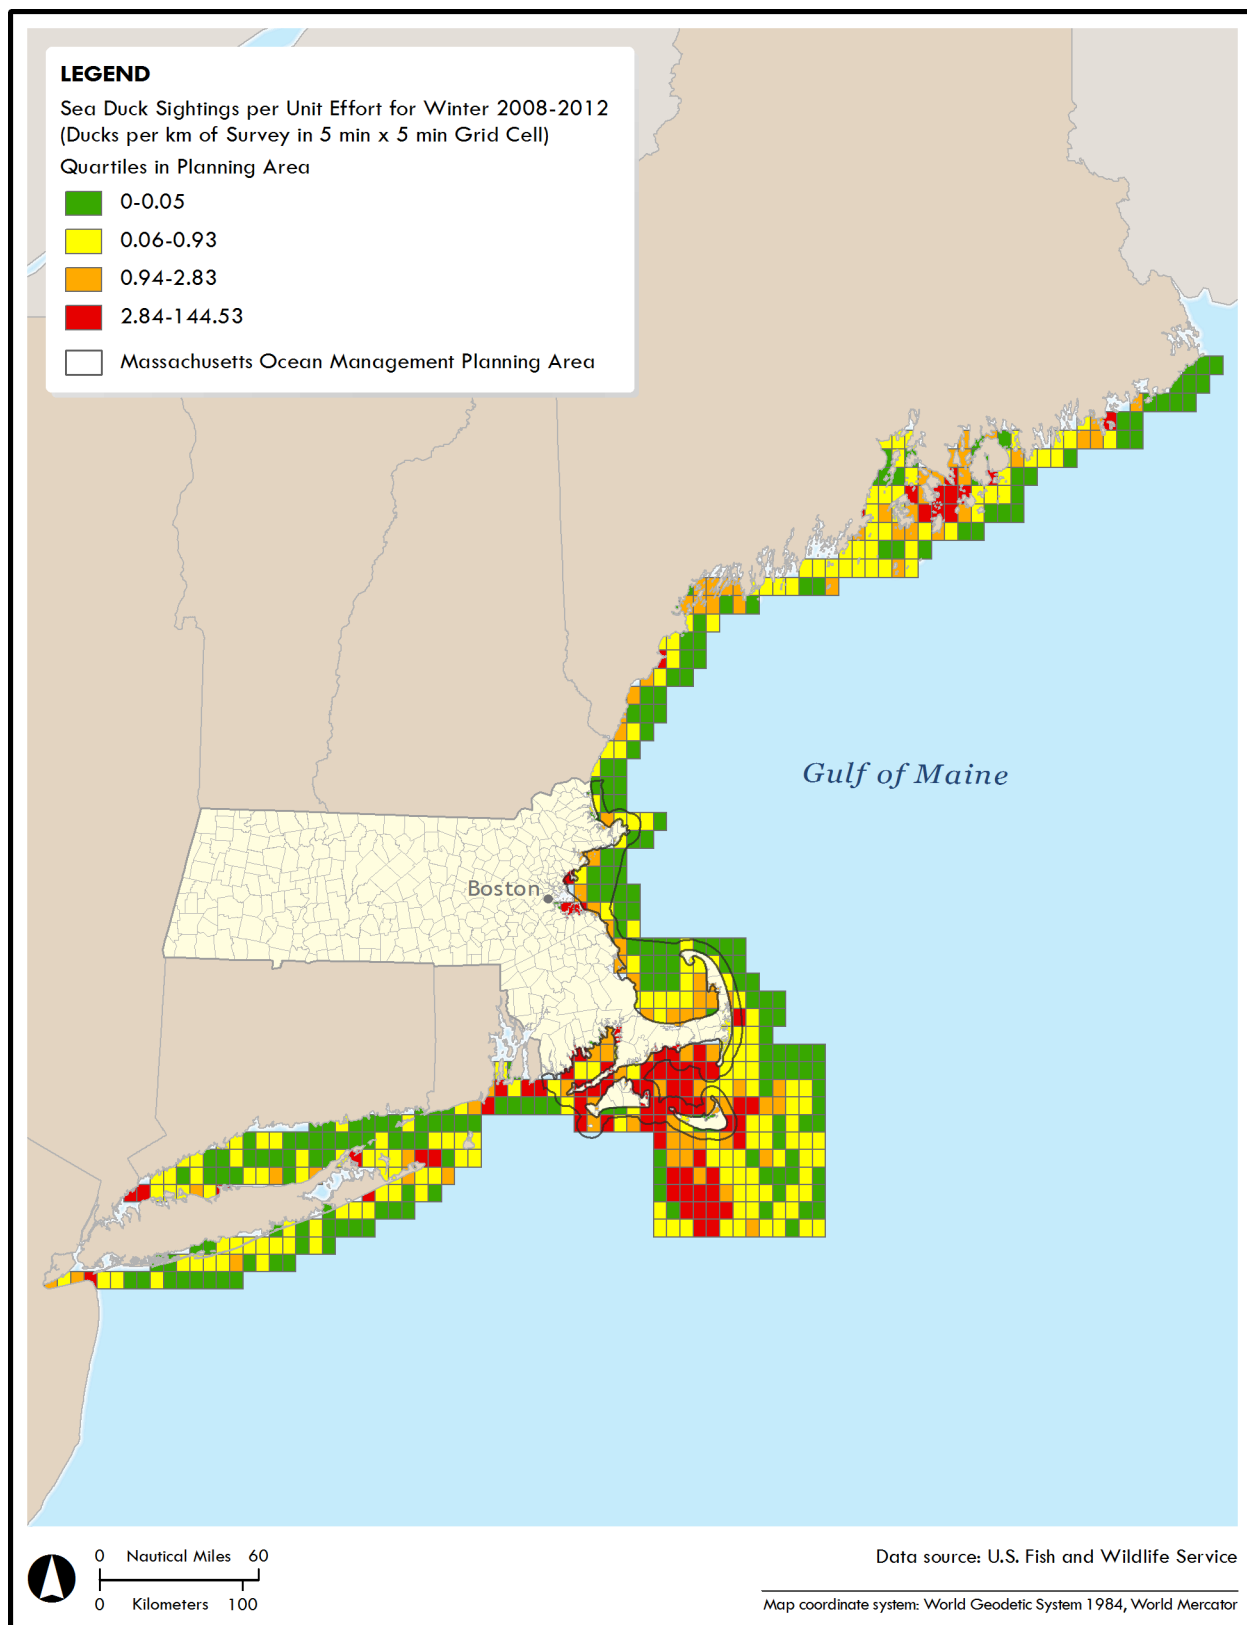 LEGEND
Sea Duck Sightings per Unit Effort for Winter 2008-2012
(Ducks per km of Survey in 5 min x 5 min Grid Cell)
Quartiles in Planning Area
0-0.05
0.06-0.93
0.94-2.83
2.84-144.53
Massachusetts Ocean Management Planning Area
Gulf of Maine
Boston
0 Nautical Miles 60
0 Kilometers 100
Data source: U.S. Fish and Wildlife Service
Map coordinate system: World Geodetic System 1984, World Mercator